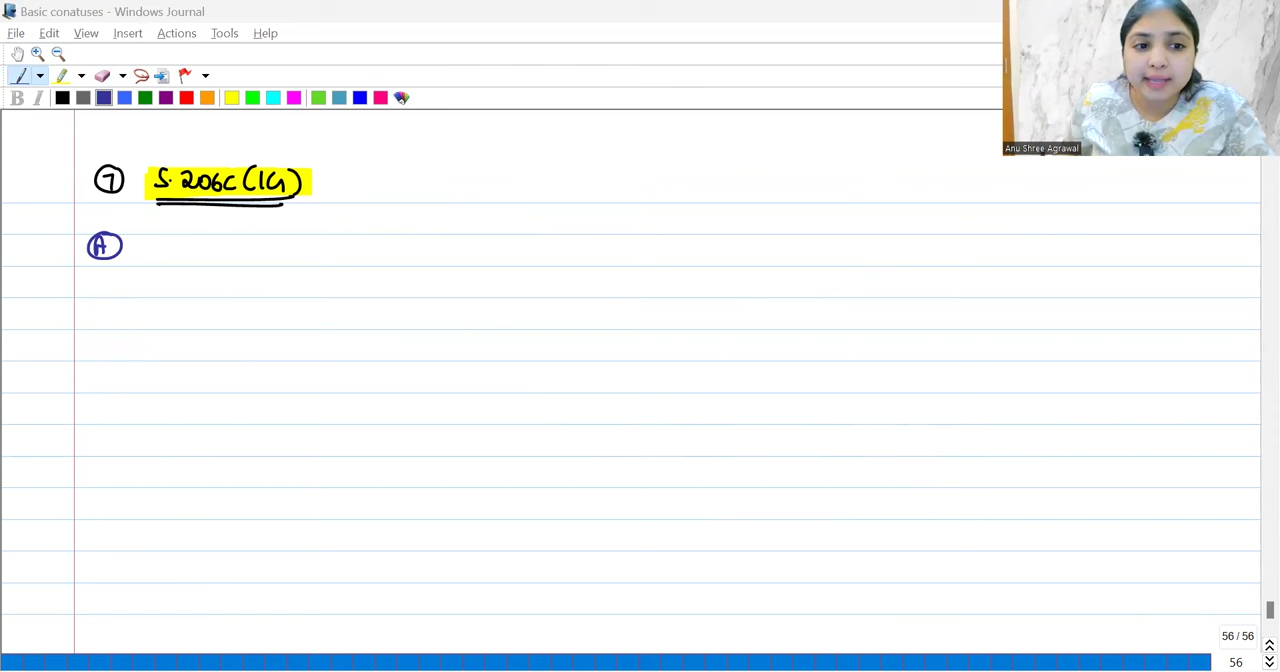 Basic conatuses - Windows Journal
File Edit View Insert Actions Tools Help
B I
Anu Shree Agrawal
7 S. 206C (1G)
A
56 / 56
56